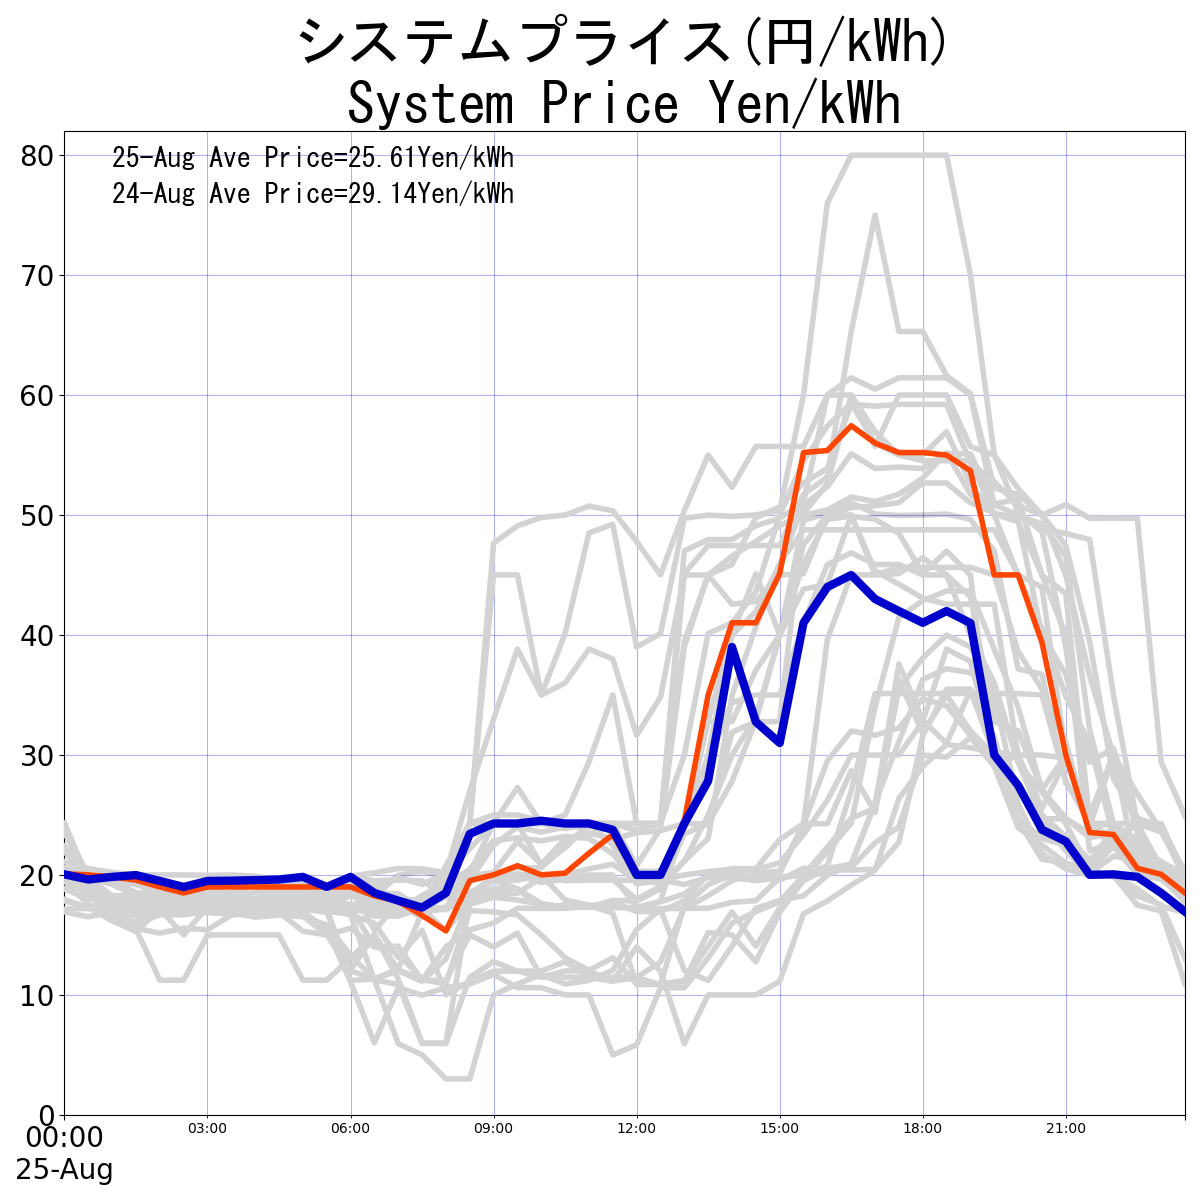 システムプライス(円/kWh)
System Price Yen/kWh
25-Aug Ave Price=25.61Yen/kWh
24-Aug Ave Price=29.14Yen/kWh
80
70
60
50
40
30
20
10
0
00:00 03:00 06:00 09:00 12:00 15:00 18:00 21:00
25-Aug